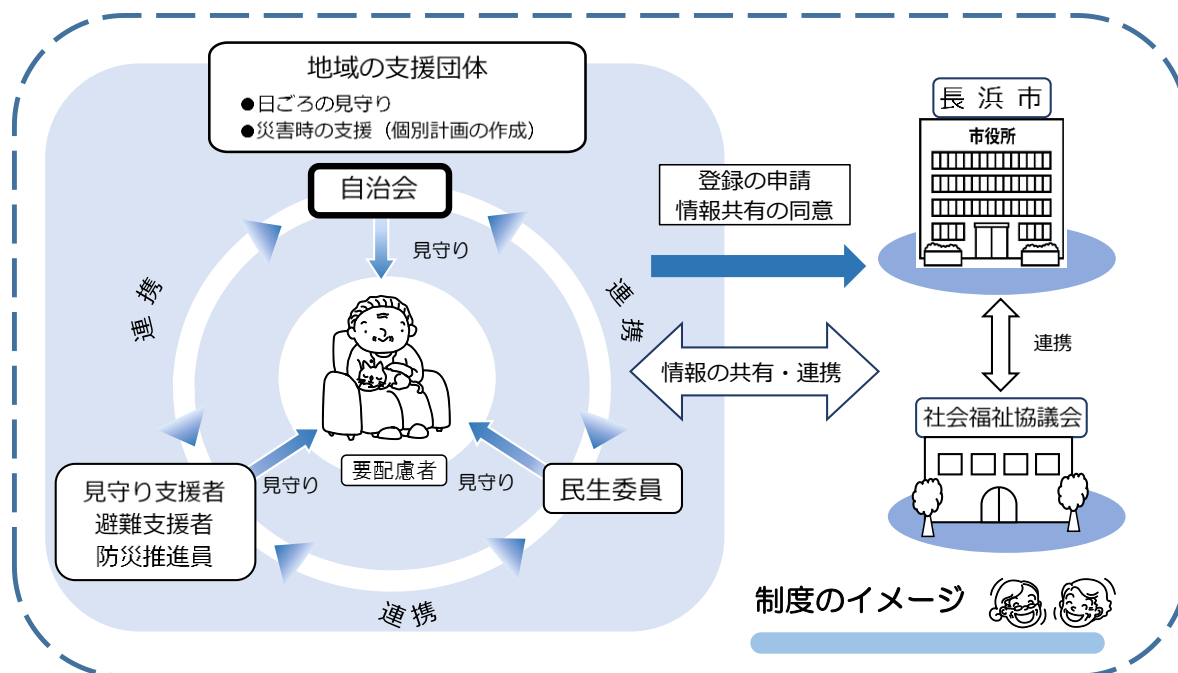 地域の支援団体
●日ごろの見守り
●災害時の支援（個別計画の作成）
自治会
見守り
連携
連携
要配慮者
見守り
見守り
見守り支援者
避難支援者
防災推進員
民生委員
連携
登録の申請
情報共有の同意
情報の共有・連携
長浜市
市役所
連携
社会福祉協議会
制度のイメージ